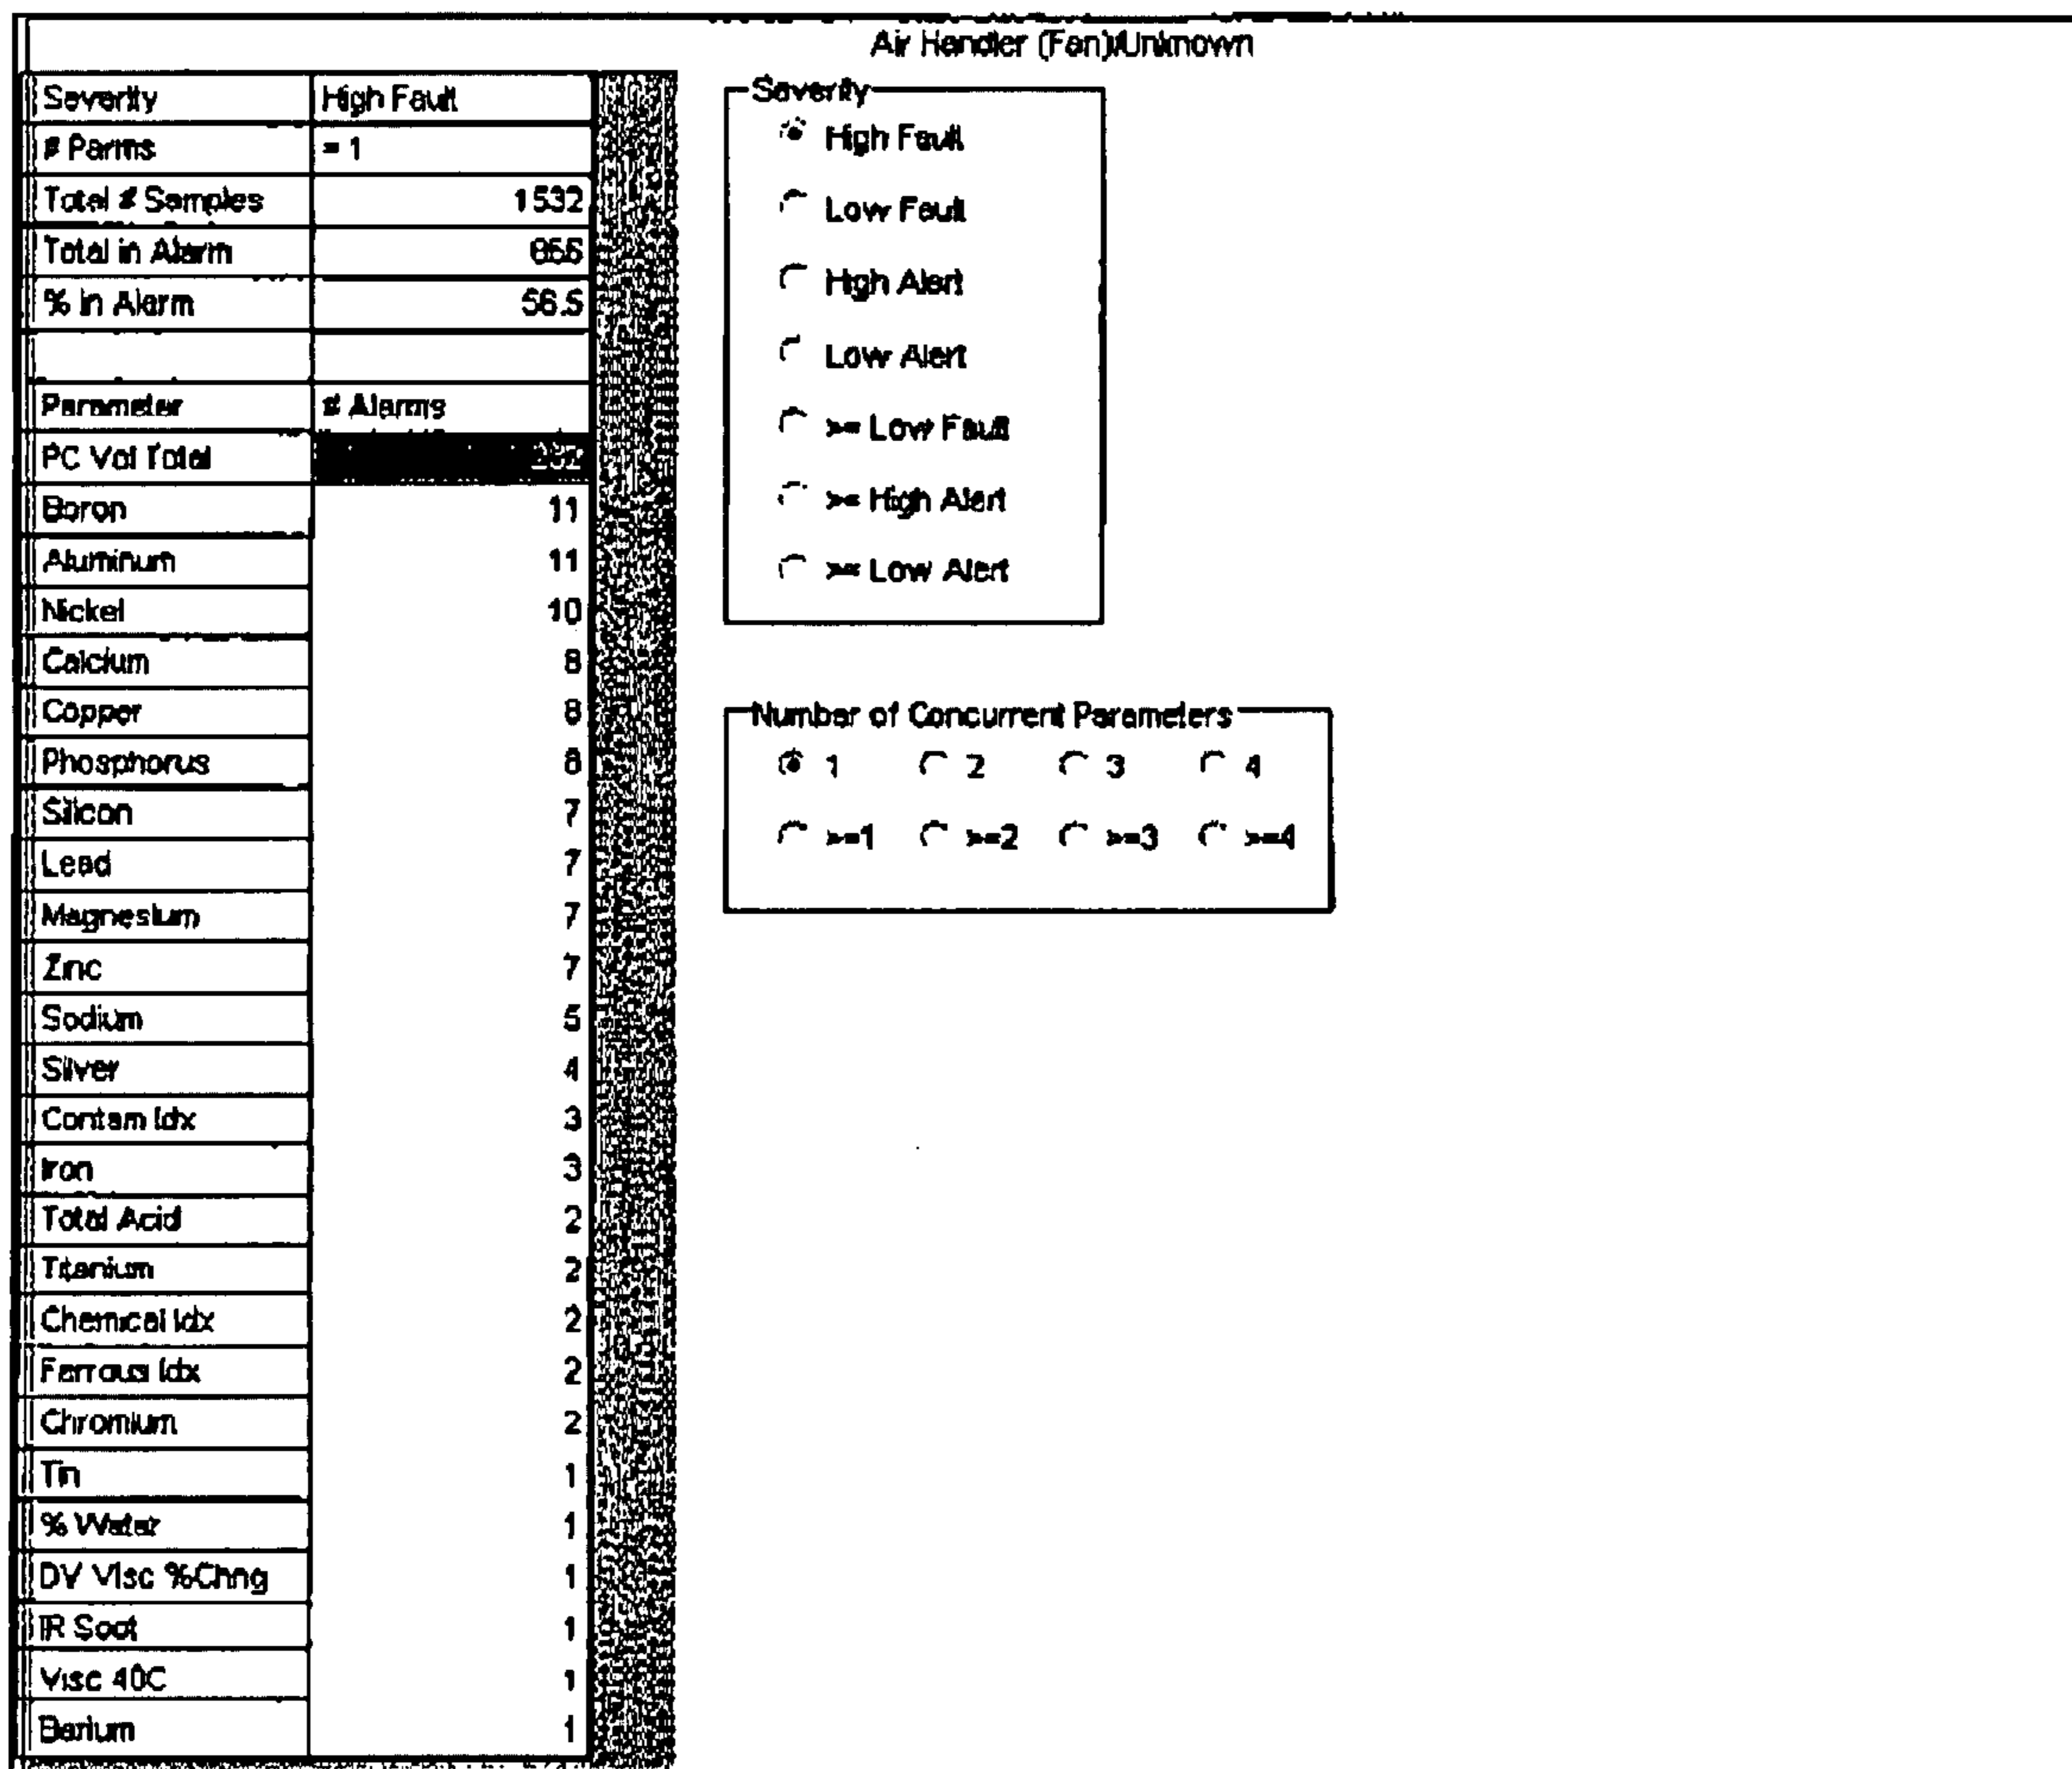 Air Handler (Fan)/Unknown
Severity High Fault
# Parms = 1
Total # Samples 1532
Total in Alarm
% in Alarm 56.5
Parameter # Alarms
PC Vol Total
Boron 11
Aluminum 11
Nickel 10
Calcium 8
Copper 8
Phosphorus 8
Silicon 7
Lead 7
Magnesium 7
Zinc 7
Sodium 5
Silver 4
Contam Idx 3
Iron 3
Total Acid 2
Titanium 2
Chemical Idx 2
Ferrous Idx 2
Chromium 2
Tin 1
% Water 1
DV Visc %Chng 1
IR Soot 1
Visc 40C 1
Barium 1
Severity
High Fault
Low Fault
High Alert
Low Alert
>= Low Fault
>= High Alert
>= Low Alert
Number of Concurrent Parameters
1 2 3 4
>=1 >=2 >=3 >=4